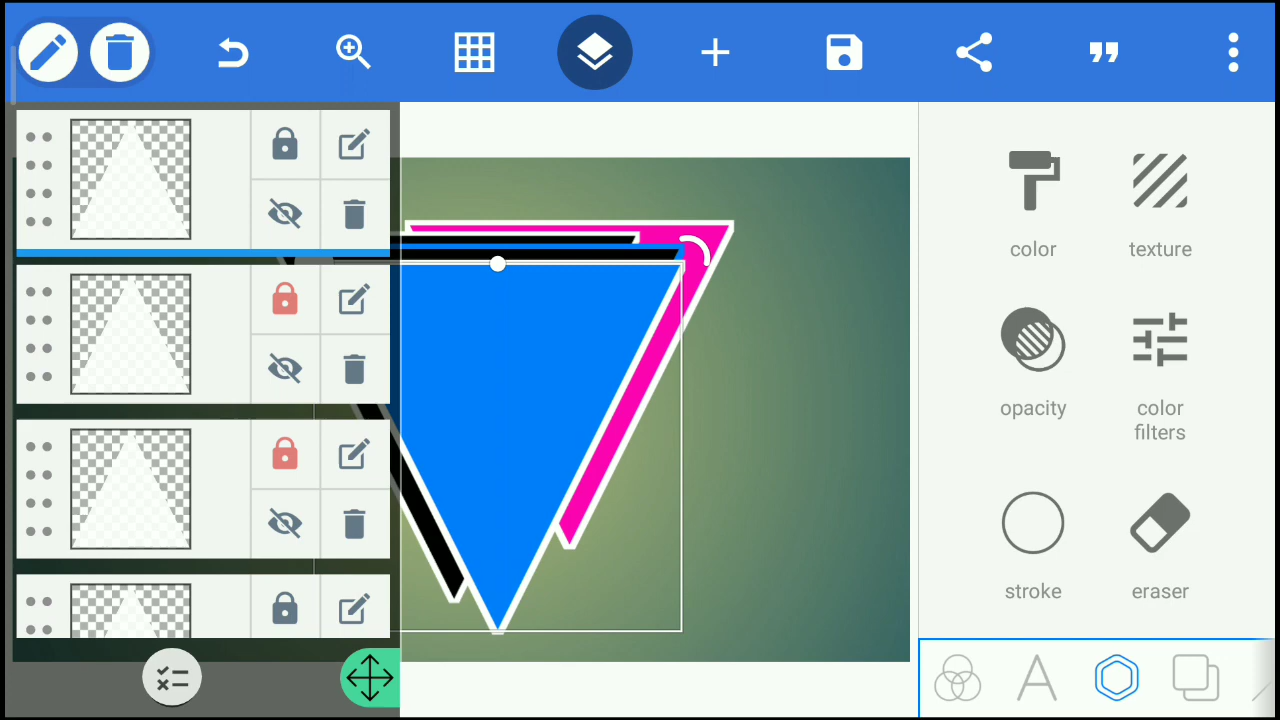 color texture
opacity color
filters
stroke eraser